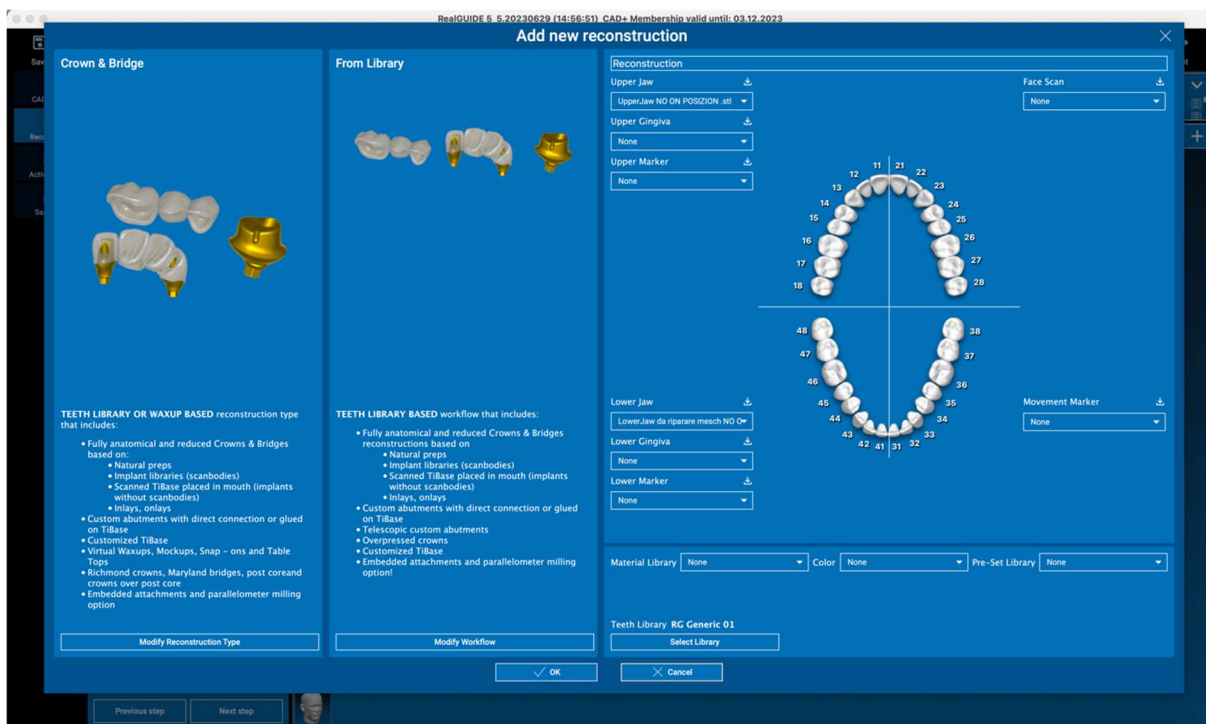 RealGUIDE 5 5.20230629 (14:56:51) CAD+ Membership valid until: 03.12.2023
Add new reconstruction
Crown & Bridge
TEETH LIBRARY OR WAXUP BASED reconstruction type
that includes:
• Fully anatomical and reduced Crowns & Bridges
based on:
• Natural preps
• Implant libraries (scanbodies)
• Scanned TiBase placed in mouth (implants
without scanbodies)
• Inlays, onlays
• Custom abutments with direct connection or glued
on TiBase
• Customized TiBase
• Virtual Waxups, Mockups, Snap – ons and Table
Tops
• Richmond crowns, Maryland bridges, post coreand
crowns over post core
• Embedded attachments and parallelometer milling
option
Modify Reconstruction Type
From Library
TEETH LIBRARY BASED workflow that includes:
• Fully anatomical and reduced Crowns & Bridges
reconstructions based on
• Natural preps
• Implant libraries (scanbodies)
• Scanned TiBase placed in mouth (implants
without scanbodies)
• Inlays, onlays
• Custom abutments with direct connection or glued
on TiBase
• Telescopic custom abutments
• Overpressed crowns
• Customized TiBase
• Embedded attachments and parallelometer milling
option!
Modify Workflow
Reconstruction
Upper Jaw
UpperJaw NO ON POSIZION .stl
Upper Gingiva
None
Upper Marker
None
Face Scan
None
11 21
12 22
13 23
14 24
15 25
16 26
17 27
18 28
48 38
47 37
46 36
45 35
44 34
43 33
42 41 31 32
Lower Jaw
LowerJaw da riparare mesch NO O
Lower Gingiva
None
Lower Marker
None
Movement Marker
None
Material Library None Color None Pre-Set Library None
Teeth Library RG Generic 01
Select Library
OK Cancel
Previous step Next step